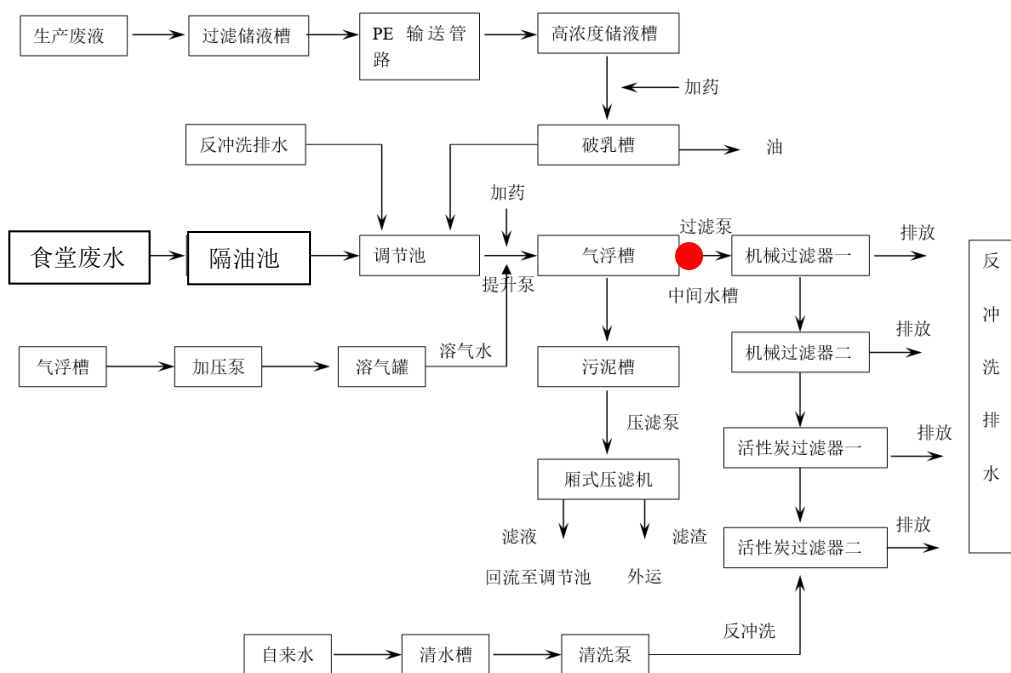 生产废液
过滤储液槽
PE 输送管
路
高浓度储液槽
加药
反冲洗排水
破乳槽
油
加药
过滤泵
排放
食堂废水
隔油池
调节池
提升泵
气浮槽
中间水槽
机械过滤器一
反
冲
洗
排
水
气浮槽
加压泵
溶气罐
溶气水
污泥槽
机械过滤器二
排放
压滤泵
活性炭过滤器一
排放
厢式压滤机
滤液
滤渣
活性炭过滤器二
排放
回流至调节池
外运
反冲洗
自来水
清水槽
清洗泵